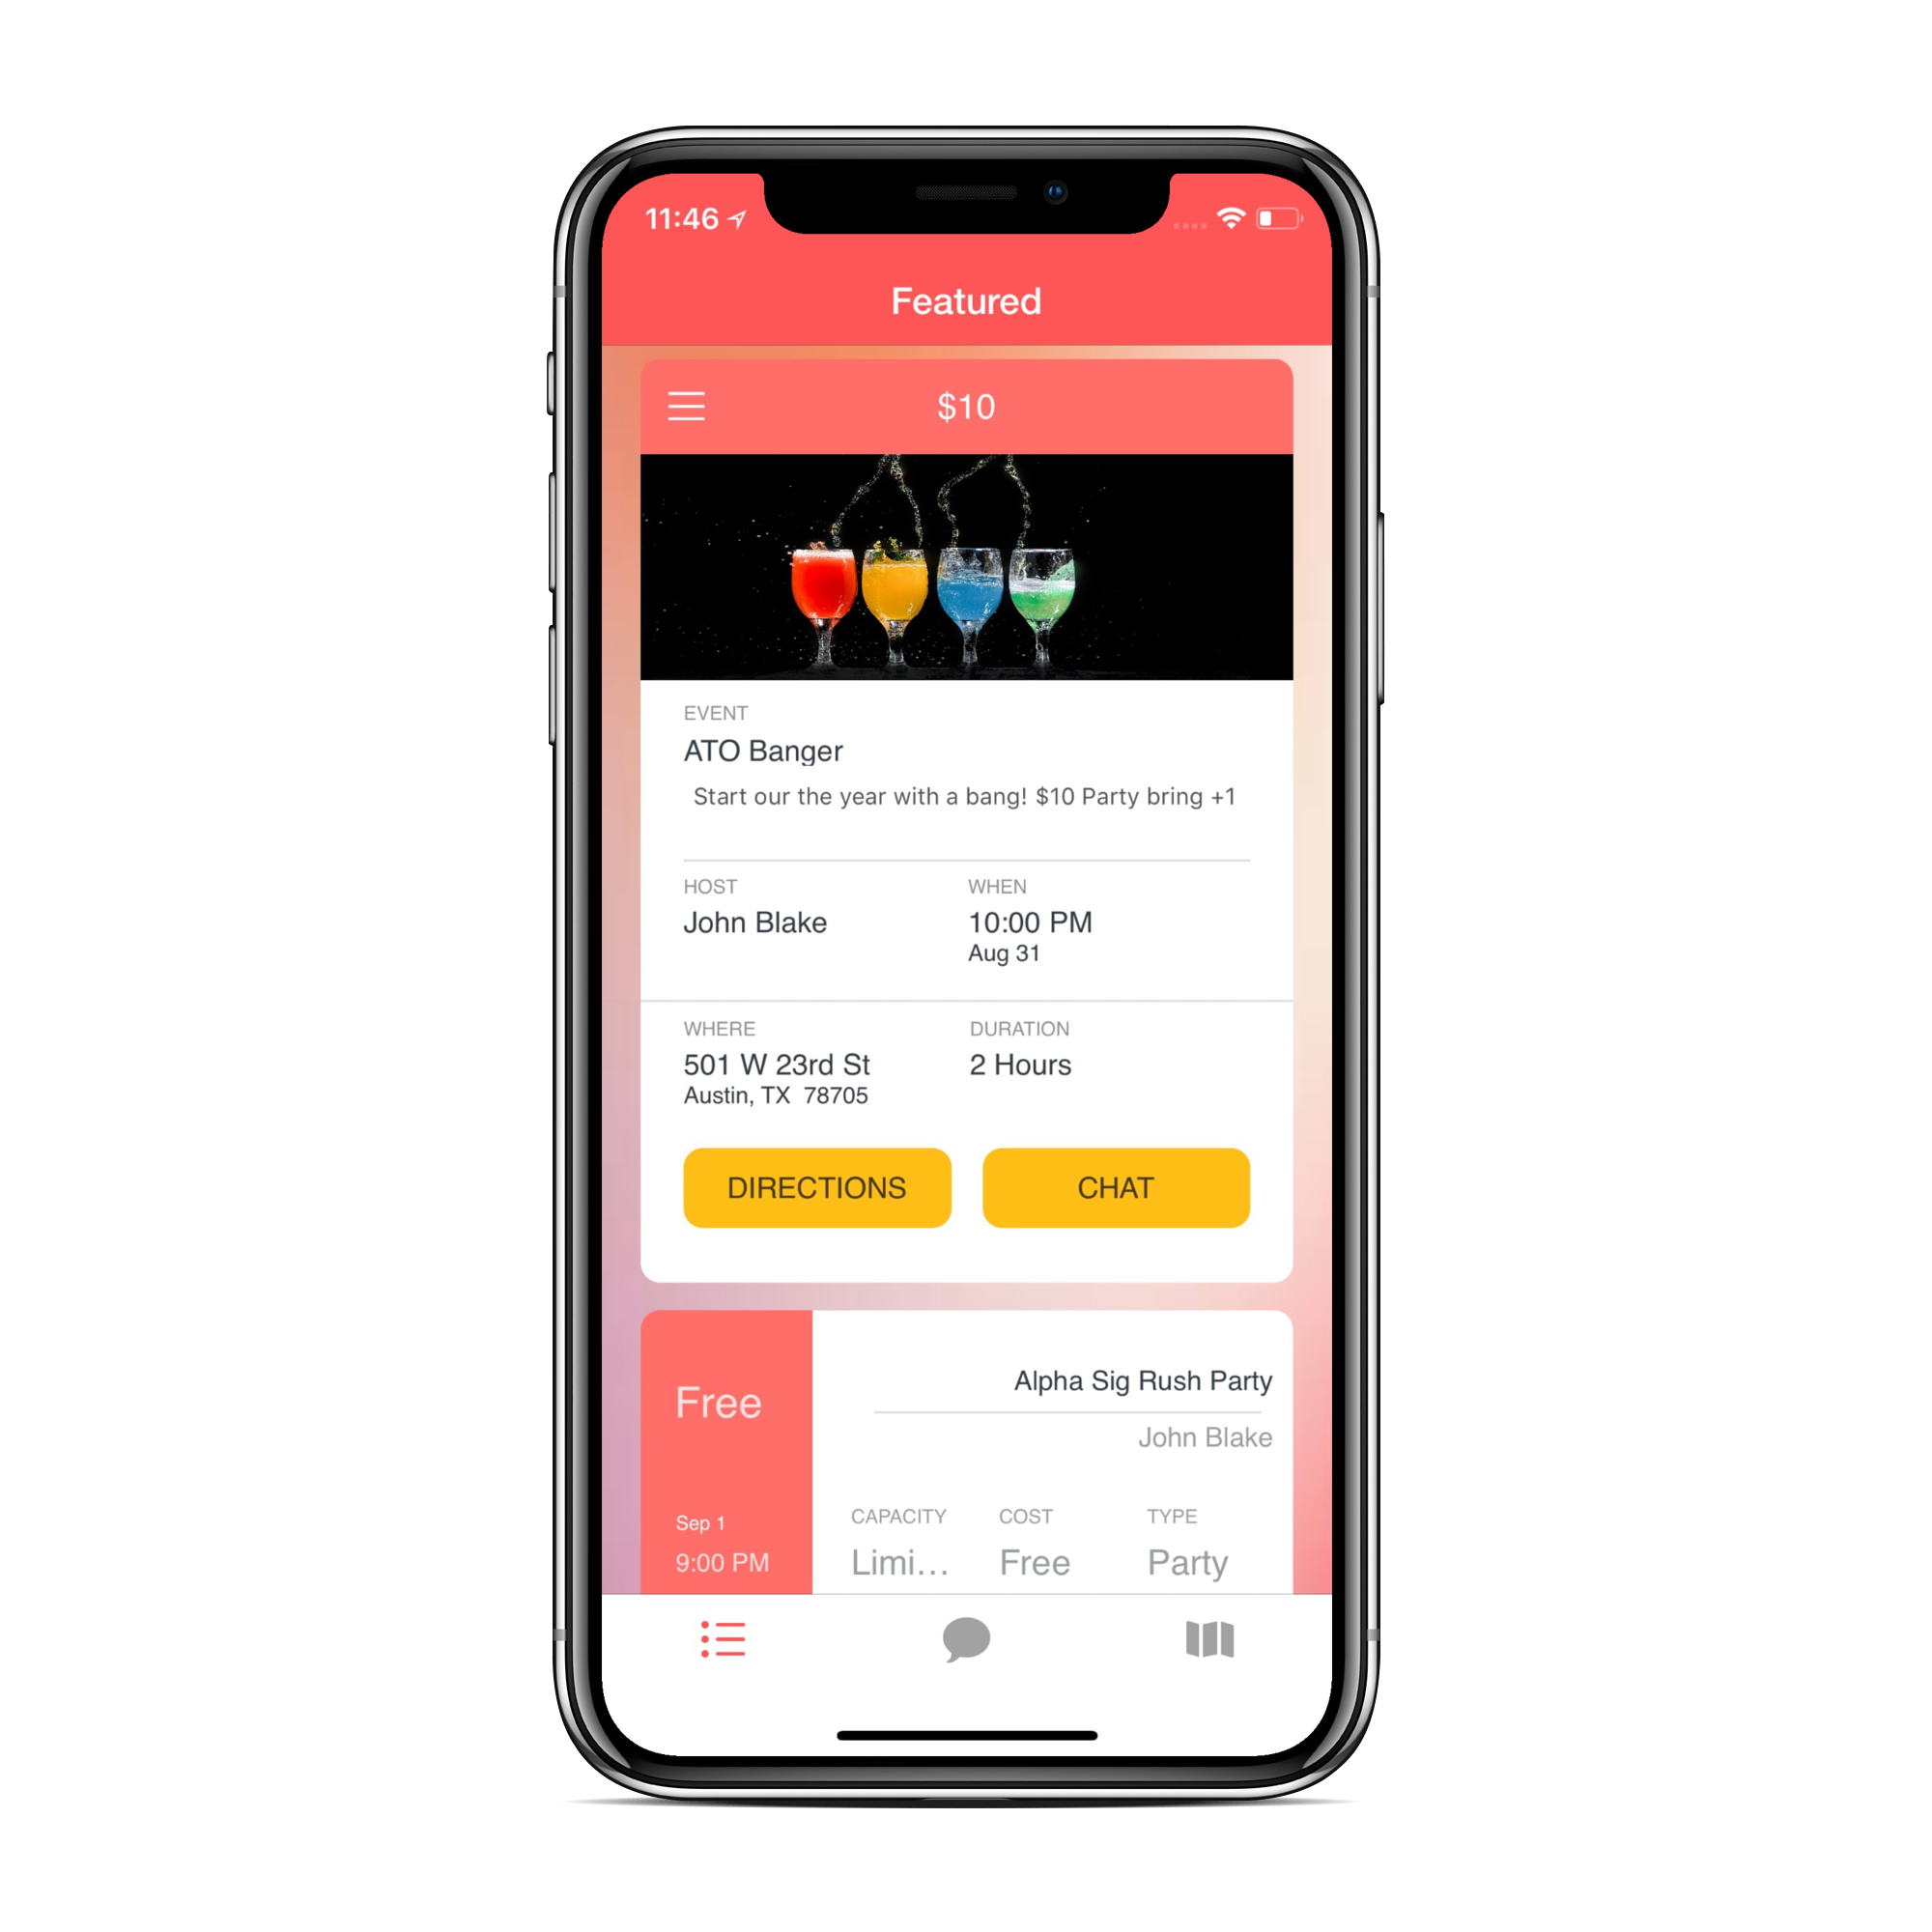 11:46
Featured
$10
EVENT
ATO Banger
Start our the year with a bang! $10 Party bring +1
HOST
WHEN
John Blake
10:00 PM
Aug 31
WHERE
DURATION
501 W 23rd St
2 Hours
Austin, TX  78705
DIRECTIONS
CHAT
Free
Alpha Sig Rush Party
John Blake
Sep 1
9:00 PM
CAPACITY
COST
TYPE
Limi...
Free
Party